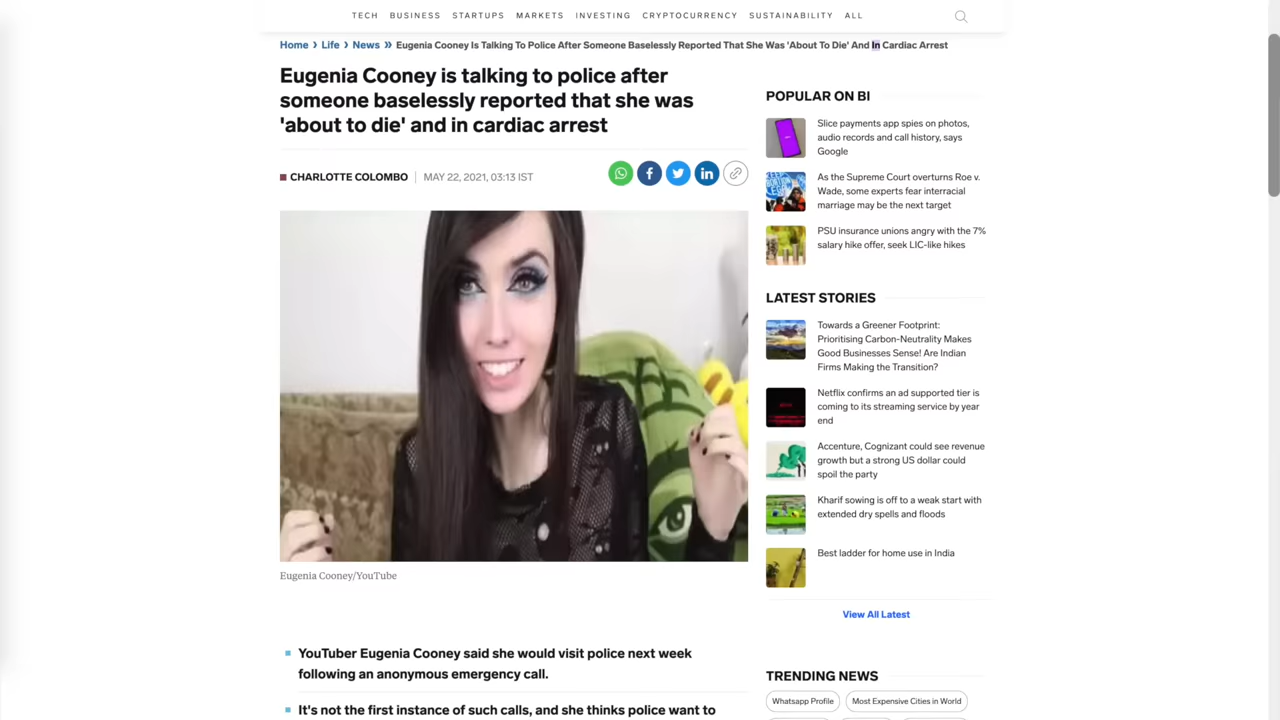 TECH BUSINESS STARTUPS MARKETS INVESTING CRYPTOCURRENCY SUSTAINABILITY ALL
Home › Life › News » Eugenia Cooney Is Talking To Police After Someone Baselessly Reported That She Was 'About To Die' And In Cardiac Arrest
Eugenia Cooney is talking to police after
someone baselessly reported that she was
'about to die' and in cardiac arrest
CHARLOTTE COLOMBO | MAY 22, 2021, 03:13 IST
Eugenia Cooney/YouTube
YouTuber Eugenia Cooney said she would visit police next week
following an anonymous emergency call.
It's not the first instance of such calls, and she thinks police want to
POPULAR ON BI
Slice payments app spies on photos,
audio records and call history, says
Google
As the Supreme Court overturns Roe v.
Wade, some experts fear interracial
marriage may be the next target
PSU insurance unions angry with the 7%
salary hike offer, seek LIC-like hikes
LATEST STORIES
Towards a Greener Footprint:
Prioritising Carbon-Neutrality Makes
Good Businesses Sense! Are Indian
Firms Making the Transition?
Netflix confirms an ad supported tier is
coming to its streaming service by year
end
Accenture, Cognizant could see revenue
growth but a strong US dollar could
spoil the party
Kharif sowing is off to a weak start with
extended dry spells and floods
Best ladder for home use in India
View All Latest
TRENDING NEWS
Whatsapp Profile
Most Expensive Cities in World